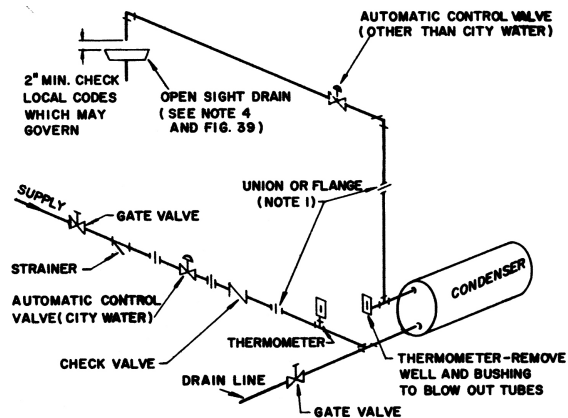 AUTOMATIC CONTROL VALVE
(OTHER THAN CITY WATER)
2" MIN. CHECK
LOCAL CODES
WHICH MAY
GOVERN
OPEN SIGHT DRAIN
(SEE NOTE 4
AND FIG. 39)
UNION OR FLANGE
(NOTE 1)
SUPPLY
GATE VALVE
STRAINER
AUTOMATIC CONTROL
VALVE (CITY WATER)
CHECK VALVE
THERMOMETER
CONDENSER
THERMOMETER-REMOVE
WELL AND BUSHING
TO BLOW OUT TUBES
DRAIN LINE
GATE VALVE